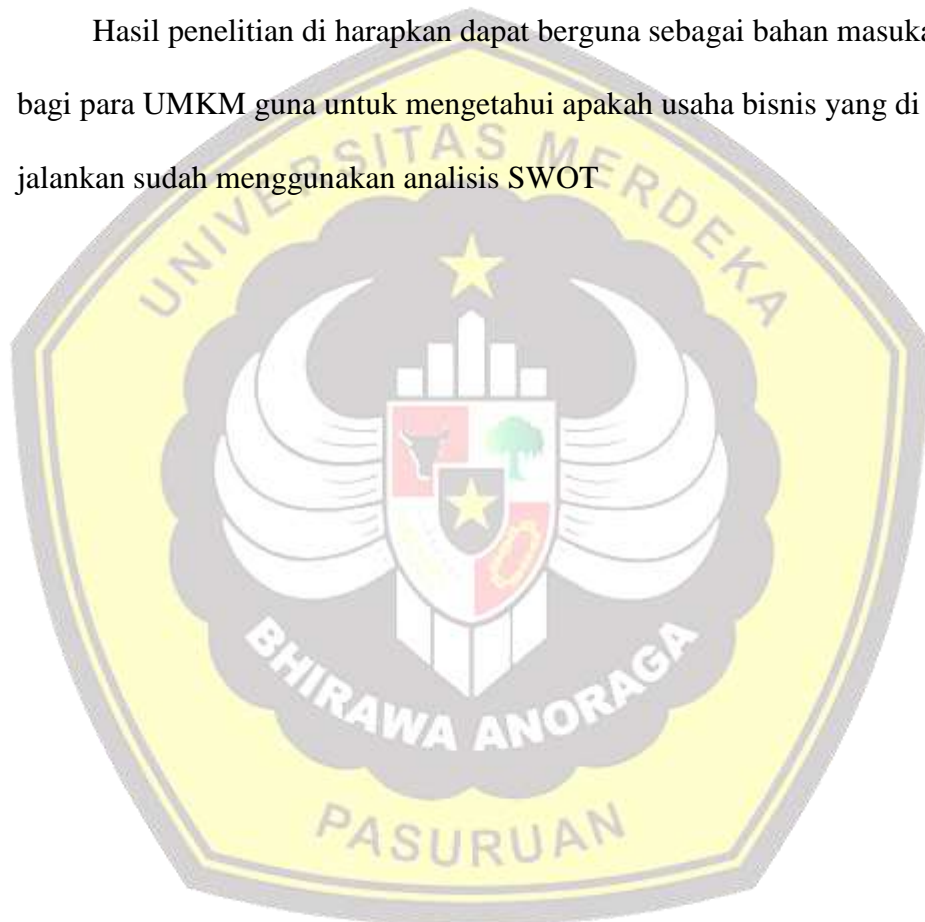 Hasil penelitian di harapkan dapat berguna sebagai bahan masuka
bagi para UMKM guna untuk mengetahui apakah usaha bisnis yang di
jalankan sudah menggunakan analisis SWOT
UNIVERSITAS MERDEKA
BHIRAWA ANORAGA
PASURUAN